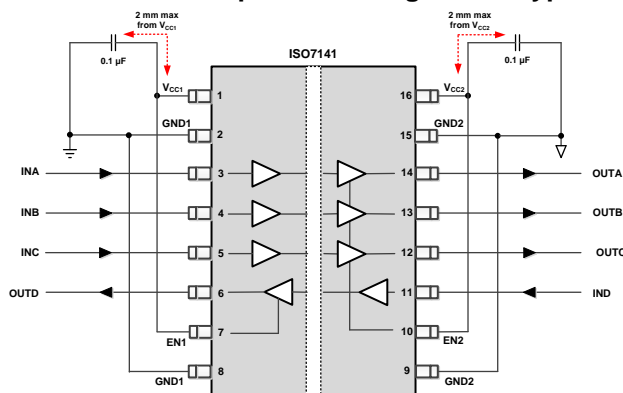 2 mm max
from VCC1
2 mm max
from VCC2
0.1 µF
ISO7141
0.1 µF
VCC1
1
16
VCC2
GND1
2
15
GND2
INA
3
14
OUTA
INB
4
13
OUTB
INC
5
12
OUTC
OUTD
6
11
IND
EN1
7
10
EN2
GND1
8
9
GND2